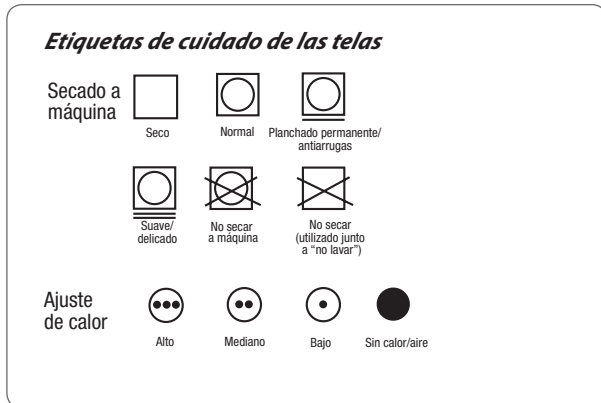 Etiquetas de cuidado de las telas
Secado a
máquina
Seco
Normal
Planchado permanente/
antiarrugas
Suave/
delicado
No secar
a máquina
No secar
(utilizado junto
a “no lavar”)
Ajuste
de calor
Alto
Mediano
Bajo
Sin calor/aire